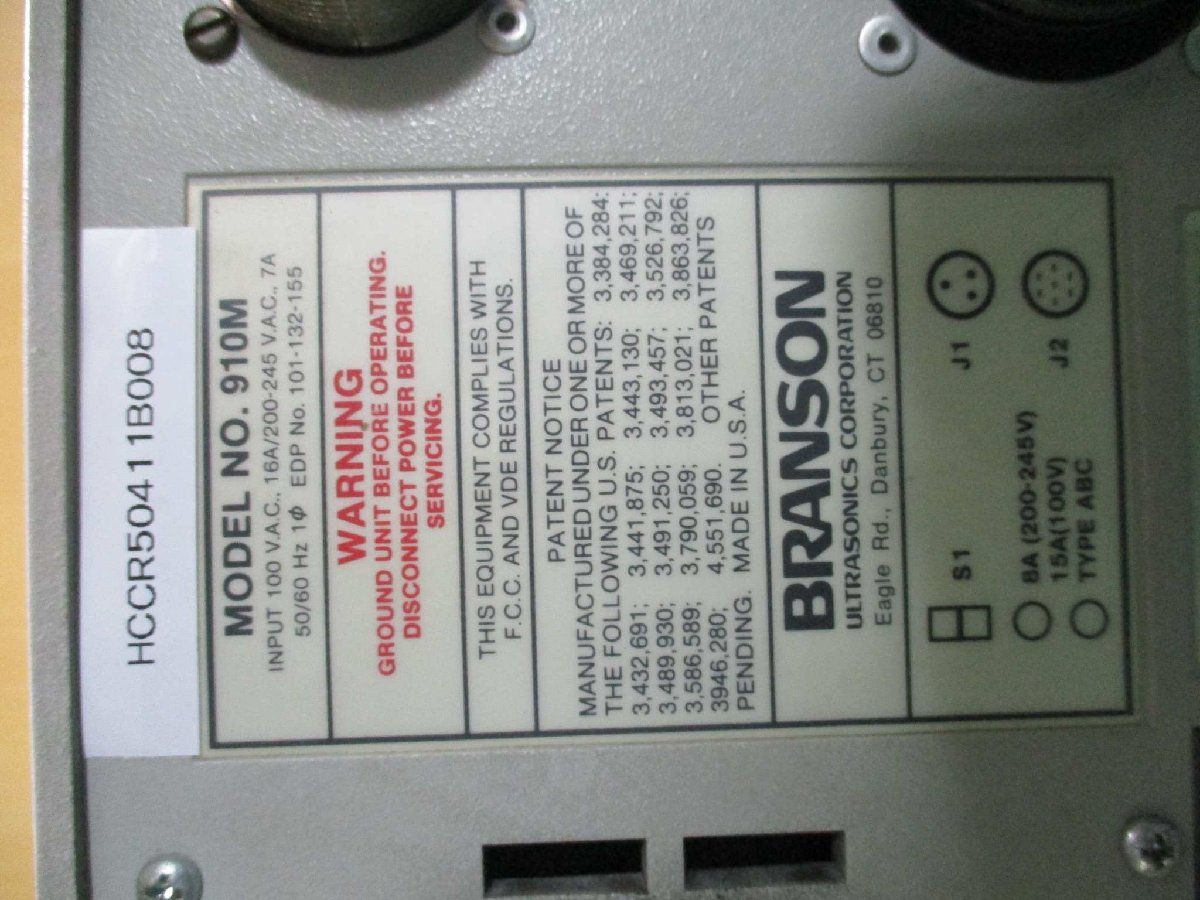 HCCR50411B008
MODEL NO. 910M
INPUT 100 V.A.C., 16A/200-245 V.A.C., 7A
50/60 Hz 1ϕ EDP No. 101-132-155
WARNING
GROUND UNIT BEFORE OPERATING.
DISCONNECT POWER BEFORE
SERVICING.
THIS EQUIPMENT COMPLIES WITH
F.C.C. AND VDE REGULATIONS.
PATENT NOTICE
MANUFACTURED UNDER ONE OR MORE OF
THE FOLLOWING U.S. PATENTS: 3,384,284;
3,432,691; 3,441,875; 3,443,130; 3,469,211;
3,489,930; 3,491,250; 3,493,457; 3,526,792;
3,586,589; 3,790,059; 3,813,021; 3,863,826;
3946,280; 4,551,690. OTHER PATENTS
PENDING. MADE IN U.S.A.
BRANSON
ULTRASONICS CORPORATION
Eagle Rd., Danbury, CT 06810
S1 J1
8A (200-245V)
15A(100V) J2
TYPE ABC